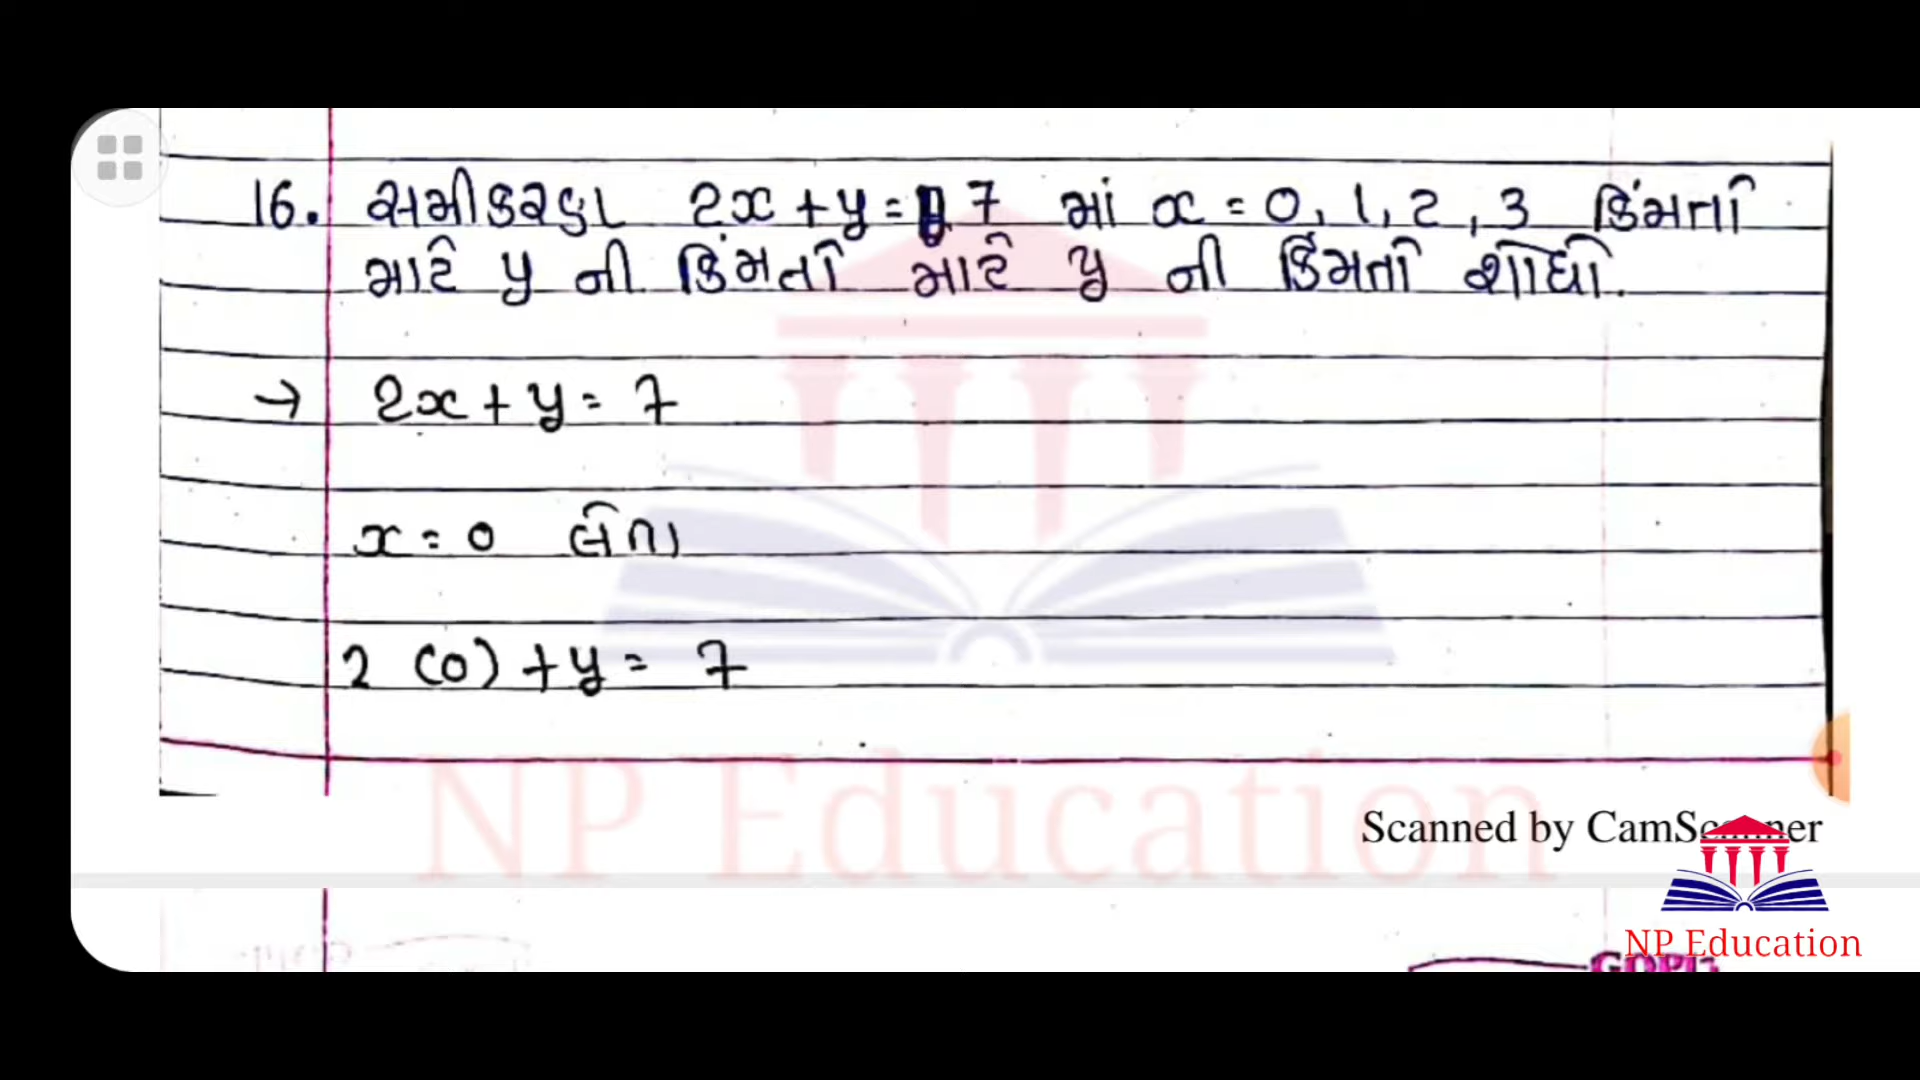 16. સમીકરણ 2x + y = 7 માં x = 0, 1, 2, 3 કિંમતો
માટે y ની કિંમતો માટે y ની કિંમતો શોધો.
→ 2x + y = 7
x = 0 લેતા
2 (0) + y = 7
NP Education
Scanned by CamScanner
NP Education